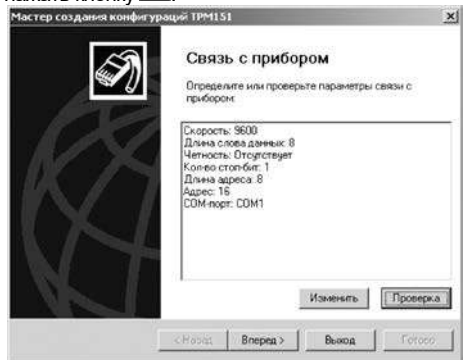 Мастер создания конфигураций ТРМ151
Связь с прибором
Определите или проверьте параметры связи с
прибором:
Скорость: 9600
Длина слова данных: 8
Четность: Отсутствует
Кол-во стоп-бит: 1
Длина адреса: 8
Адрес: 16
COM-порт: COM1
Изменить
Проверка
< Назад
Вперед >
Выход
Готово